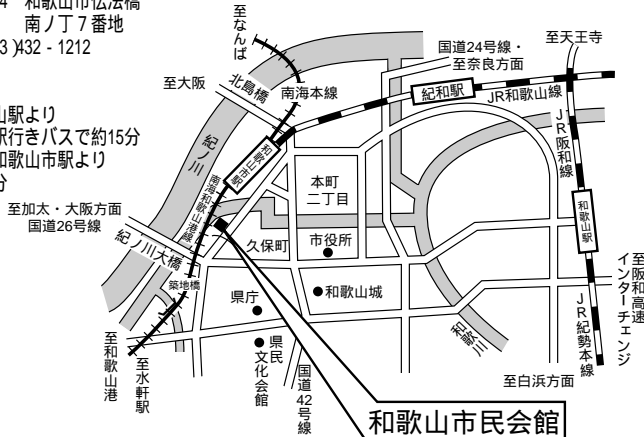 4 和歌山市伝法橋
南ノ丁7番地
3)432-1212
山駅より
駅行きバスで約15分
和歌山市駅より
分
至なんば
至大阪
北島橋
南海本線
国道24号線・
至奈良方面
至天王寺
紀和駅
JR和歌山線
JR阪和線
紀ノ川
和歌山市駅
南海和歌山港線
本町
二丁目
和歌山駅
至加太・大阪方面
国道26号線
紀ノ川大橋
久保町
市役所
築地橋
県庁
和歌山城
和歌川
至阪和高速
インターチェンジ
JR紀勢本線
至和歌山港
至水軒駅
県民
文化会館
国道42号線
至白浜方面
和歌山市民会館